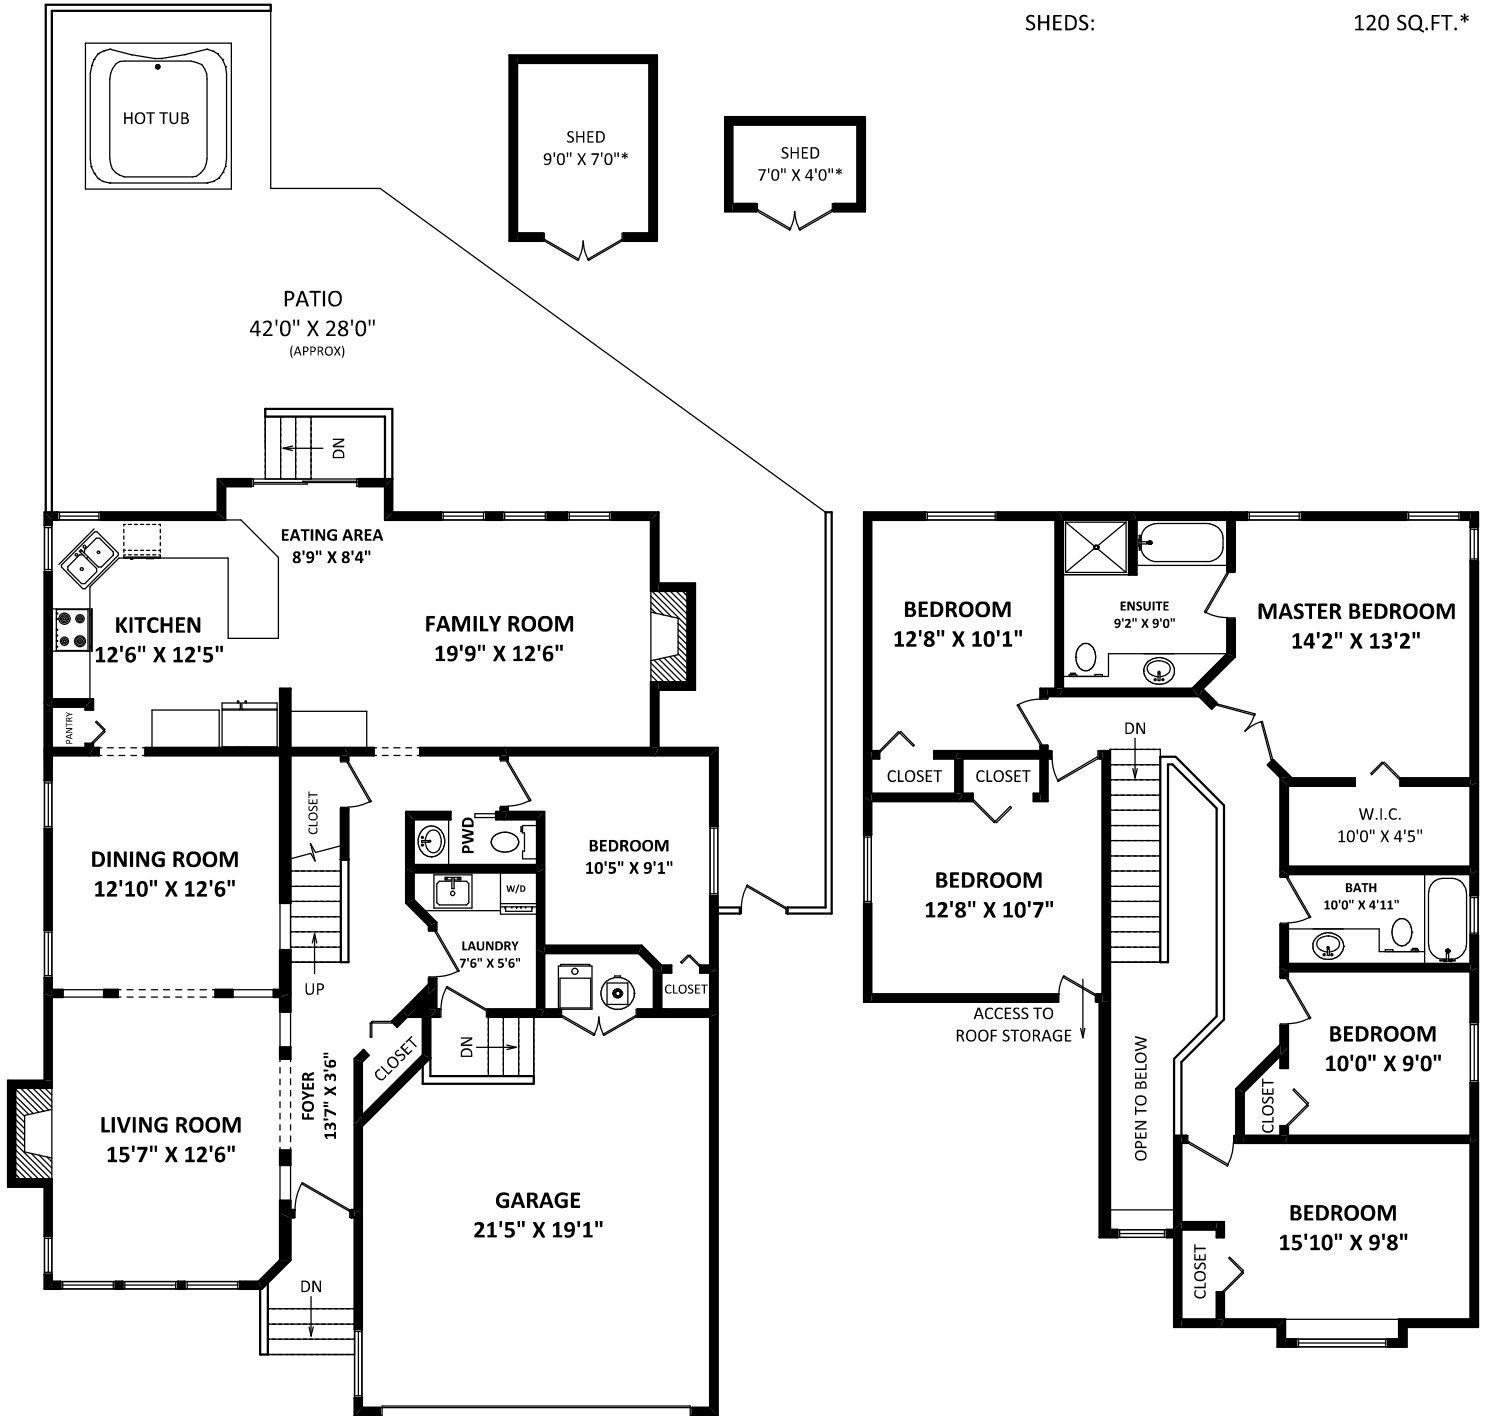 SHEDS: 120 SQ.FT.*
HOT TUB
SHED
9'0" X 7'0"*
SHED
7'0" X 4'0"*
PATIO
42'0" X 28'0"
(APPROX)
DN
EATING AREA
8'9" X 8'4"
KITCHEN
12'6" X 12'5"
FAMILY ROOM
19'9" X 12'6"
PANTRY
CLOSET
PWD
BEDROOM
10'5" X 9'1"
DINING ROOM
12'10" X 12'6"
W/D
LAUNDRY
7'6" X 5'6"
UP
CLOSET
CLOSET
DN
FOYER
13'7" X 3'6"
LIVING ROOM
15'7" X 12'6"
GARAGE
21'5" X 19'1"
DN
BEDROOM
12'8" X 10'1"
ENSUITE
9'2" X 9'0"
MASTER BEDROOM
14'2" X 13'2"
DN
CLOSET
CLOSET
W.I.C.
10'0" X 4'5"
BEDROOM
12'8" X 10'7"
BATH
10'0" X 4'11"
ACCESS TO
ROOF STORAGE
BEDROOM
10'0" X 9'0"
OPEN TO BELOW
CLOSET
BEDROOM
15'10" X 9'8"
CLOSET